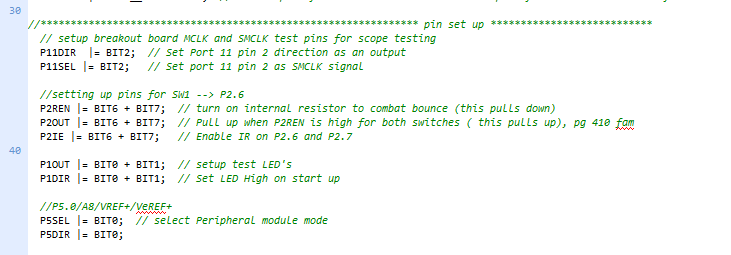 30
//********************************************************* pin set up **************************
// setup breakout board MCLK and SMCLK test pins for scope testing
P11DIR |= BIT2; // Set Port 11 pin 2 direction as an output
P11SEL |= BIT2; // Set port 11 pin 2 as SMCLK signal
//setting up pins for SW1 --> P2.6
P2REN |= BIT6 + BIT7; // turn on internal resistor to combat bounce (this pulls down)
P2OUT |= BIT6 + BIT7; // Pull up when P2REN is high for both switches ( this pulls up), pg 410 fam
P2IE |= BIT6 + BIT7; // Enable IR on P2.6 and P2.7
40
P1OUT |= BIT0 + BIT1; // setup test LED's
P1DIR |= BIT0 + BIT1; // Set LED High on start up
//P5.0/A8/VREF+/VeREF+
P5SEL |= BIT0; // select Peripheral module mode
P5DIR |= BIT0;